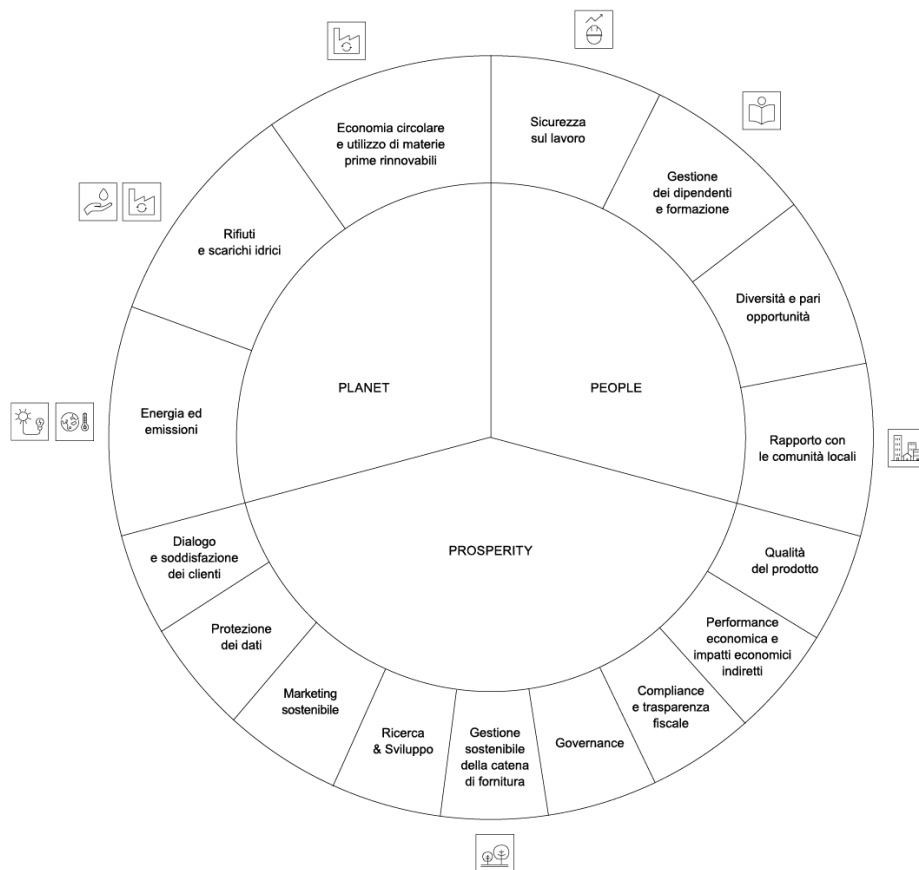 Economia circolare
e utilizzo di materie
prime rinnovabili
Sicurezza
sul lavoro
Gestione
dei dipendenti
e formazione
Rifiuti
e scarichi idrici
Diversità e pari
opportunità
PLANET
PEOPLE
Energia ed
emissioni
Rapporto con
le comunità locali
PROSPERITY
Dialogo
e soddisfazione
dei clienti
Qualità
del prodotto
Protezione
dei dati
Performance
economica e
impatti economici
indiretti
Marketing
sostenibile
Ricerca
& Sviluppo
Gestione
sostenibile
della catena
di fornitura
Governance
Compliance
e trasparenza
fiscale